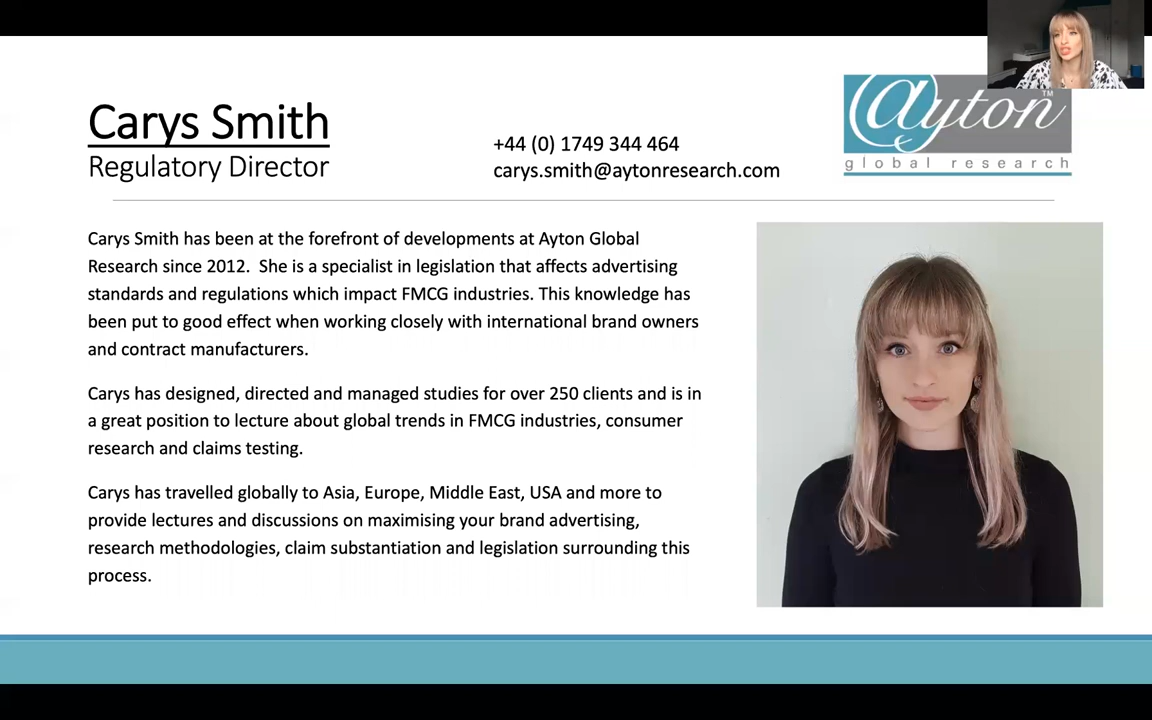 Carys Smith
Regulatory Director
+44 (0) 1749 344 464
carys.smith@aytonresearch.com
ayton TM
global research
Carys Smith has been at the forefront of developments at Ayton Global
Research since 2012.  She is a specialist in legislation that affects advertising
standards and regulations which impact FMCG industries. This knowledge has
been put to good effect when working closely with international brand owners
and contract manufacturers.
Carys has designed, directed and managed studies for over 250 clients and is in
a great position to lecture about global trends in FMCG industries, consumer
research and claims testing.
Carys has travelled globally to Asia, Europe, Middle East, USA and more to
provide lectures and discussions on maximising your brand advertising,
research methodologies, claim substantiation and legislation surrounding this
process.